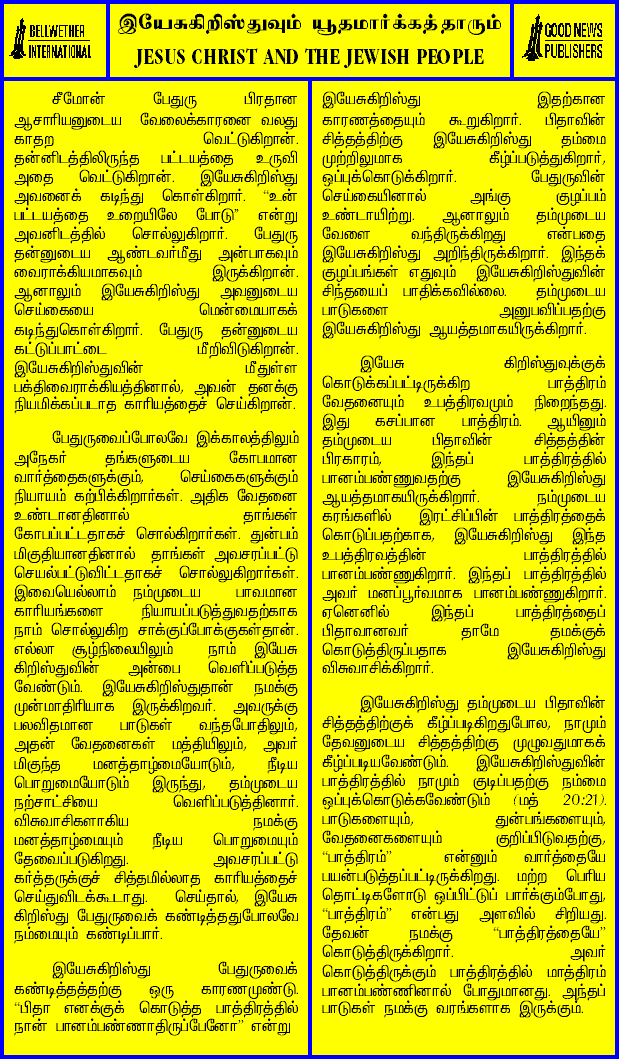 BELLWETHER
INTERNATIONAL
இயேசுகிறிஸ்துவும் யூதமார்க்கத்தாரும்
JESUS CHRIST AND THE JEWISH PEOPLE
GOOD NEWS
PUBLISHERS
சீமோன் பேதுரு பிரதான
ஆசாரியனுடைய வேலைக்காரனை வலது
காதற வெட்டுகிறான்.
தன்னிடத்திலிருந்த பட்டயத்தை உருவி
அதை வெட்டுகிறான். இயேசுகிறிஸ்து
அவனைக் கடிந்து கொள்கிறார். “உன்
பட்டயத்தை உறையிலே போடு” என்று
அவனிடத்தில் சொல்லுகிறார். பேதுரு
தன்னுடைய ஆண்டவர்மீது அன்பாகவும்
வைராக்கியமாகவும் இருக்கிறான்.
ஆனாலும் இயேசுகிறிஸ்து அவனுடைய
செய்கையை மென்மையாகக்
கடிந்துகொள்கிறார். பேதுரு தன்னுடைய
கட்டுப்பாட்டை மீறிவிடுகிறான்.
இயேசுகிறிஸ்துவின் மீதுள்ள
பக்திவைராக்கியத்தினால், அவன் தனக்கு
நியமிக்கப்படாத காரியத்தைச் செய்கிறான்.
பேதுருவைப்போலவே இக்காலத்திலும்
அநேகர் தங்களுடைய கோபமான
வார்த்தைகளுக்கும், செய்கைகளுக்கும்
நியாயம் கற்பிக்கிறார்கள். அதிக வேதனை
உண்டானதினால் தாங்கள்
கோபப்பட்டதாகச் சொல்கிறார்கள். துன்பம்
மிகுதியானதினால் தாங்கள் அவசரப்பட்டு
செயல்பட்டுவிட்டதாகச் சொல்லுகிறார்கள்.
இவையெல்லாம் நம்முடைய பாவமான
காரியங்களை நியாயப்படுத்துவதற்காக
நாம் சொல்லுகிற சாக்குப்போக்குகள்தான்.
எல்லா சூழ்நிலையிலும் நாம் இயேசு
கிறிஸ்துவின் அன்பை வெளிப்படுத்த
வேண்டும். இயேசுகிறிஸ்துதான் நமக்கு
முன்மாதிரியாக இருக்கிறவர். அவருக்கு
பலவிதமான பாடுகள் வந்தபோதிலும்,
அதன் வேதனைகள் மத்தியிலும், அவர்
மிகுந்த மனத்தாழ்மையோடும், நீடிய
பொறுமையோடும் இருந்து, தம்முடைய
நற்சாட்சியை வெளிப்படுத்தினார்.
விசுவாசிகளாகிய நமக்கு
மனத்தாழ்மையும் நீடிய பொறுமையும்
தேவைப்படுகிறது. அவசரப்பட்டு
கர்த்தருக்குச் சித்தமில்லாத காரியத்தைச்
செய்துவிடக்கூடாது. செய்தால், இயேசு
கிறிஸ்து பேதுருவைக் கண்டித்ததுபோலவே
நம்மையும் கண்டிப்பார்.
இயேசுகிறிஸ்து பேதுருவைக்
கண்டித்தத்தற்கு ஒரு காரணமுண்டு.
“பிதா எனக்குக் கொடுத்த பாத்திரத்தில்
நான் பானம்பண்ணாதிருப்பேனோ” என்று
இயேசுகிறிஸ்து இதற்கான
காரணத்தையும் கூறுகிறார். பிதாவின்
சித்தத்திற்கு இயேசுகிறிஸ்து தம்மை
முற்றிலுமாக கீழ்ப்படுத்துகிறார்,
ஒப்புக்கொடுக்கிறார். பேதுருவின்
செய்கையினால் அங்கு குழப்பம்
உண்டாயிற்று. ஆனாலும் தம்முடைய
வேளை வந்திருக்கிறது என்பதை
இயேசுகிறிஸ்து அறிந்திருக்கிறார். இந்தக்
குழப்பங்கள் எதுவும் இயேசுகிறிஸ்துவின்
சிந்தயைப் பாதிக்கவில்லை. தம்முடைய
பாடுகளை அனுபவிப்பதற்கு
இயேசுகிறிஸ்து ஆயத்தமாகயிருக்கிறார்.
இயேசு கிறிஸ்துவுக்குக்
கொடுக்கப்பட்டிருக்கிற பாத்திரம்
வேதனையும் உபத்திரவமும் நிறைந்தது.
இது கசப்பான பாத்திரம். ஆயினும்
தம்முடைய பிதாவின் சித்தத்தின்
பிரகாரம், இந்தப் பாத்திரத்தில்
பானம்பண்ணுவதற்கு இயேசுகிறிஸ்து
ஆயத்தமாகயிருக்கிறார். நம்முடைய
கரங்களில் இரட்சிப்பின் பாத்திரத்தைக்
கொடுப்பதற்காக, இயேசுகிறிஸ்து இந்த
உபத்திரவத்தின் பாத்திரத்தில்
பானம்பண்ணுகிறார். இந்தப் பாத்திரத்தில்
அவர் மனப்பூர்வமாக பானம்பண்ணுகிறார்.
ஏனெனில் இந்தப் பாத்திரத்தைப்
பிதாவானவர் தாமே தமக்குக்
கொடுத்திருப்பதாக இயேசுகிறிஸ்து
விசுவாசிக்கிறார்.
இயேசுகிறிஸ்து தம்முடைய பிதாவின்
சித்தத்திற்குக் கீழ்ப்படிகிறதுபோல, நாமும்
தேவனுடைய சித்தத்திற்கு முழுவதுமாகக்
கீழ்ப்படியவேண்டும். இயேசுகிறிஸ்துவின்
பாத்திரத்தில் நாமும் குடிப்பதற்கு நம்மை
ஒப்புக்கொடுக்கவேண்டும் (மத் 20:21).
பாடுகளையும், துன்பங்களையும்,
வேதனைகளையும் குறிப்பிடுவதற்கு,
“பாத்திரம்” என்னும் வார்த்தையே
பயன்படுத்தப்பட்டிருக்கிறது. மற்ற பெரிய
தொட்டிகளோடு ஒப்பிட்டுப் பார்க்கும்போது,
“பாத்திரம்” என்பது அளவில் சிறியது.
தேவன் நமக்கு “பாத்திரத்தையே”
கொடுத்திருக்கிறார். அவர்
கொடுத்திருக்கும் பாத்திரத்தில் மாத்திரம்
பானம்பண்ணினால் போதுமானது. அந்தப்
பாடுகள் நமக்கு வரங்களாக இருக்கும்.